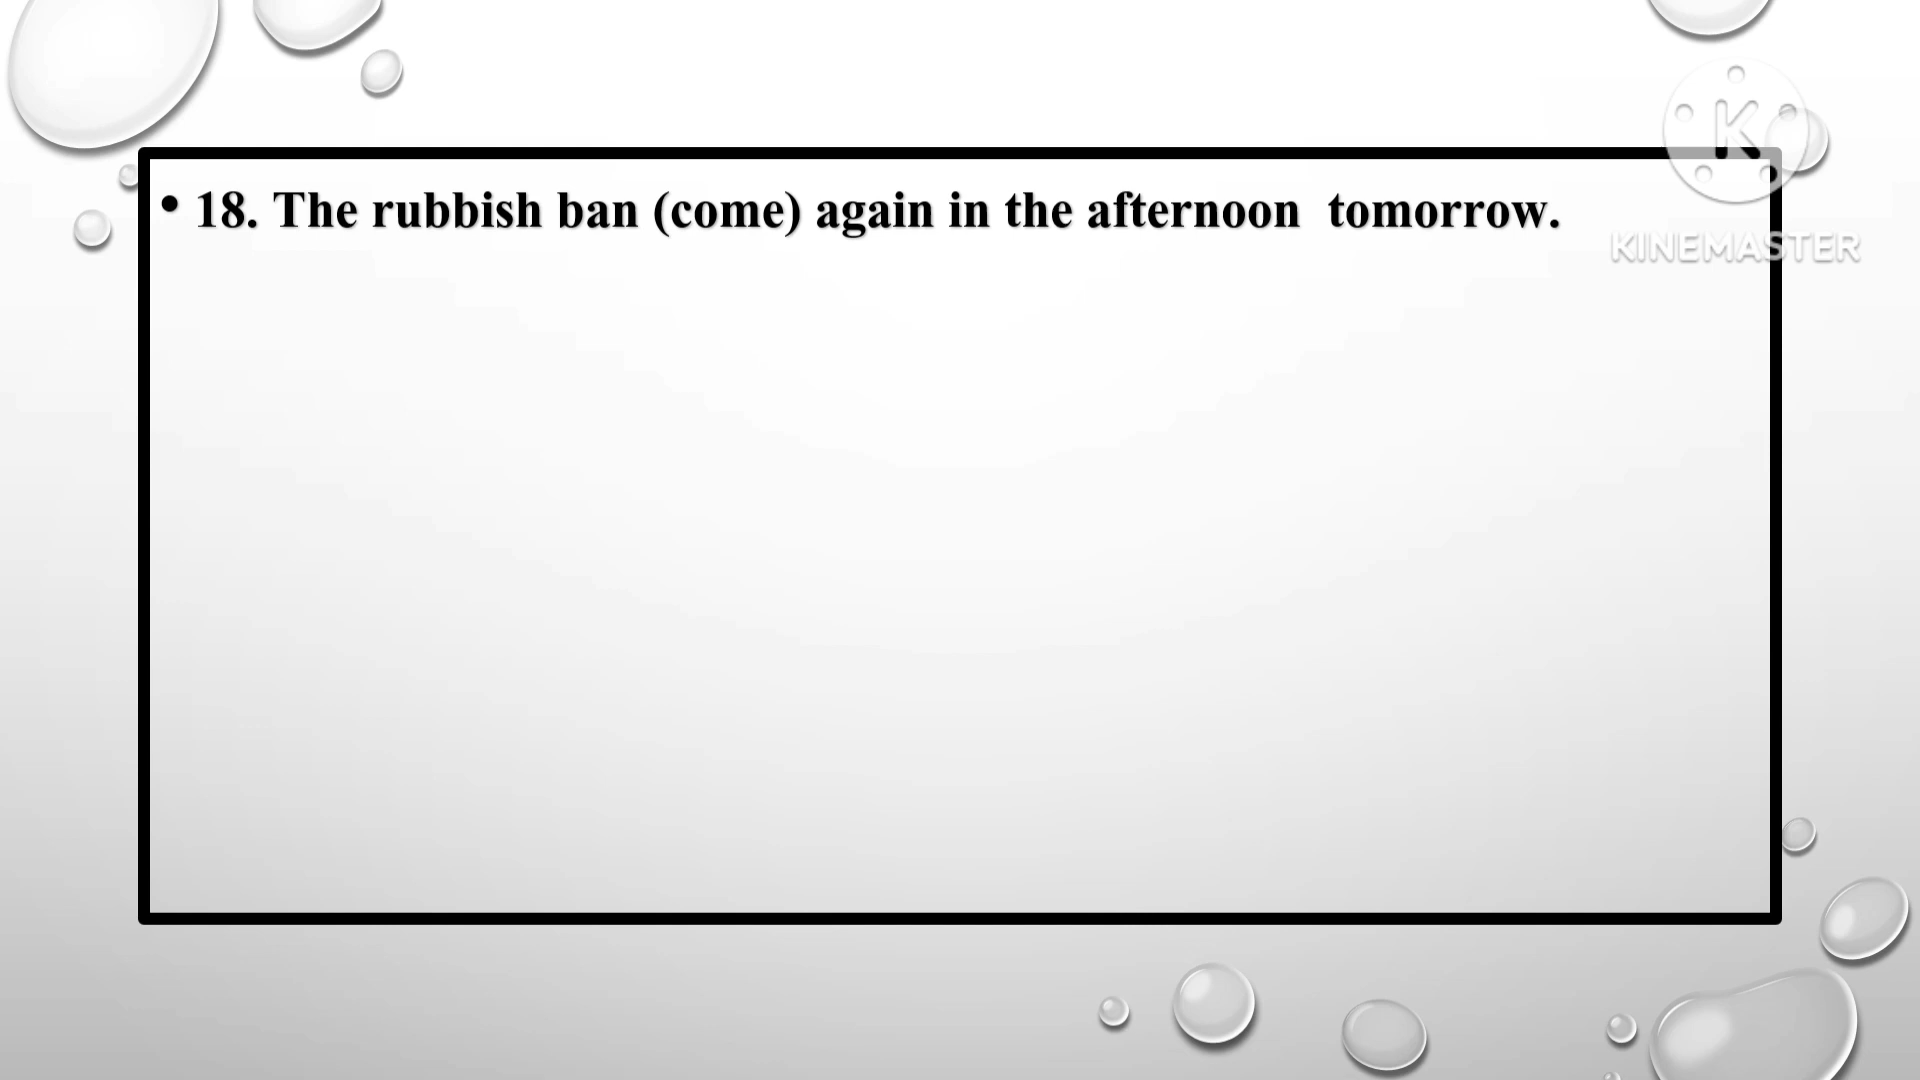 • 18. The rubbish ban (come) again in the afternoon  tomorrow.
K
KINEMASTER